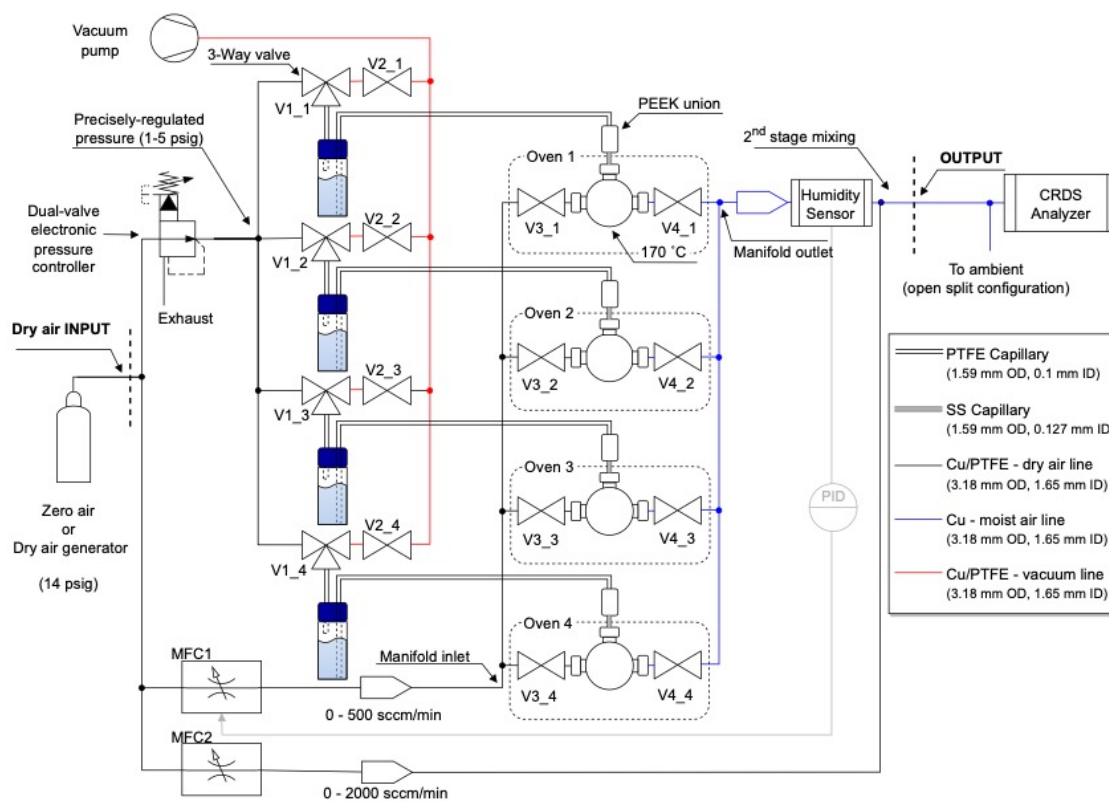 Vacuum
pump
3-Way valve
V2_1
V1_1
PEEK union
Precisely-regulated
pressure (1-5 psig)
2nd stage mixing
Oven 1
OUTPUT
Dual-valve
electronic
pressure
controller
V2_2
V3_1
V4_1
Humidity
Sensor
CRDS
Analyzer
V1_2
170 ˚C
Manifold outlet
To ambient
(open split configuration)
Exhaust
Dry air INPUT
Oven 2
V2_3
V3_2
V4_2
V1_3
PTFE Capillary
(1.59 mm OD, 0.1 mm ID)
SS Capillary
(1.59 mm OD, 0.127 mm ID)
Cu/PTFE - dry air line
(3.18 mm OD, 1.65 mm ID)
Cu - moist air line
(3.18 mm OD, 1.65 mm ID)
Cu/PTFE - vacuum line
(3.18 mm OD, 1.65 mm ID)
Oven 3
PID
Zero air
or
Dry air generator
(14 psig)
V2_4
V3_3
V4_3
V1_4
Oven 4
MFC1
Manifold inlet
V3_4
V4_4
0 - 500 sccm/min
MFC2
0 - 2000 sccm/min